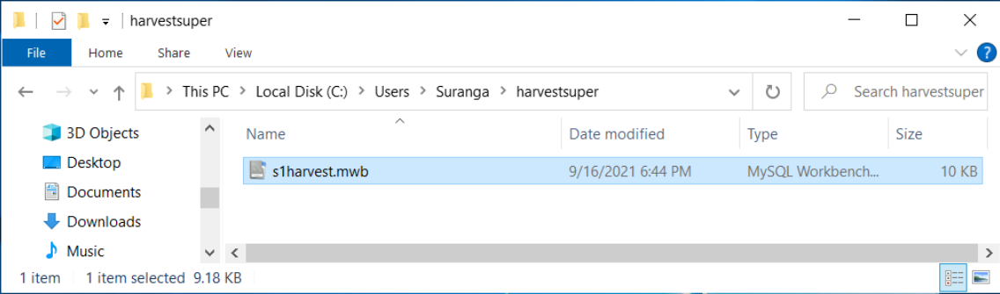 harvestsuper
File Home Share View
This PC > Local Disk (C:) > Users > Suranga > harvestsuper
Search harvestsuper
Name Date modified Type Size
s1harvest.mwb 9/16/2021 6:44 PM MySQL Workbench... 10 KB
3D Objects
Desktop
Documents
Downloads
Music
1 item 1 item selected 9.18 KB